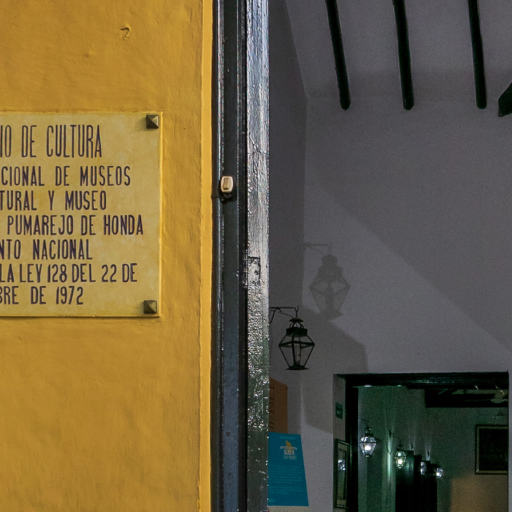 IO DE CULTURA
CIONAL DE MUSEOS
TURAL Y MUSEO
PUMAREJO DE HONDA
NTO NACIONAL
LA LEY 128 DEL 22 DE
BRE DE 1972